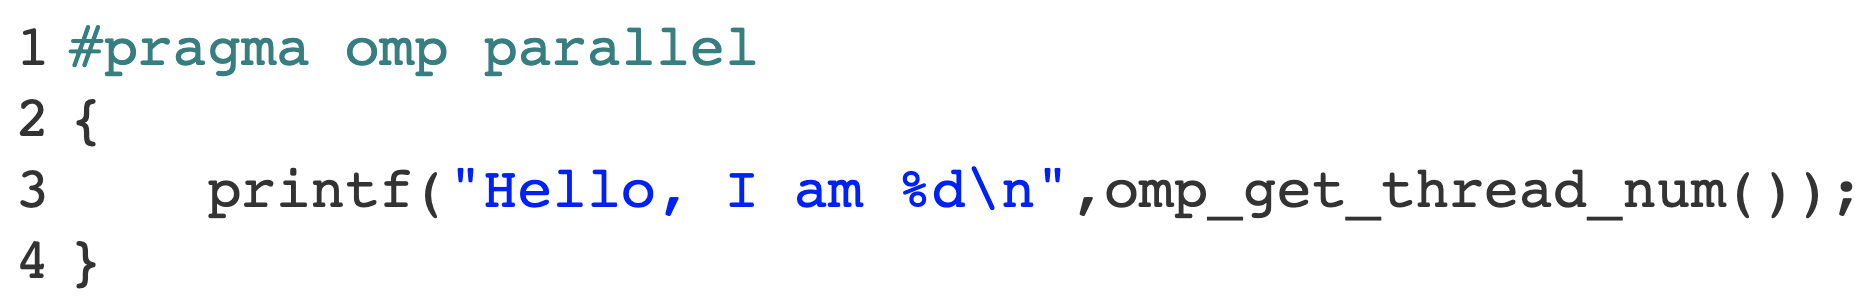 1 #pragma omp parallel
2 {
3     printf("Hello, I am %d\n",omp_get_thread_num());
4 }